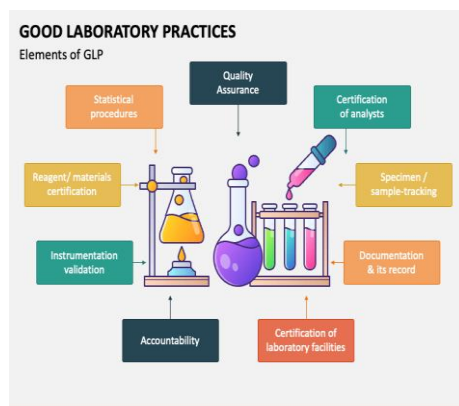 GOOD LABORATORY PRACTICES
Elements of GLP
Quality
Assurance
Statistical
procedures
Certification
of analysts
Reagent/ materials
certification
Specimen /
sample-tracking
Instrumentation
validation
Documentation
& its record
Accountability
Certification of
laboratory facilities